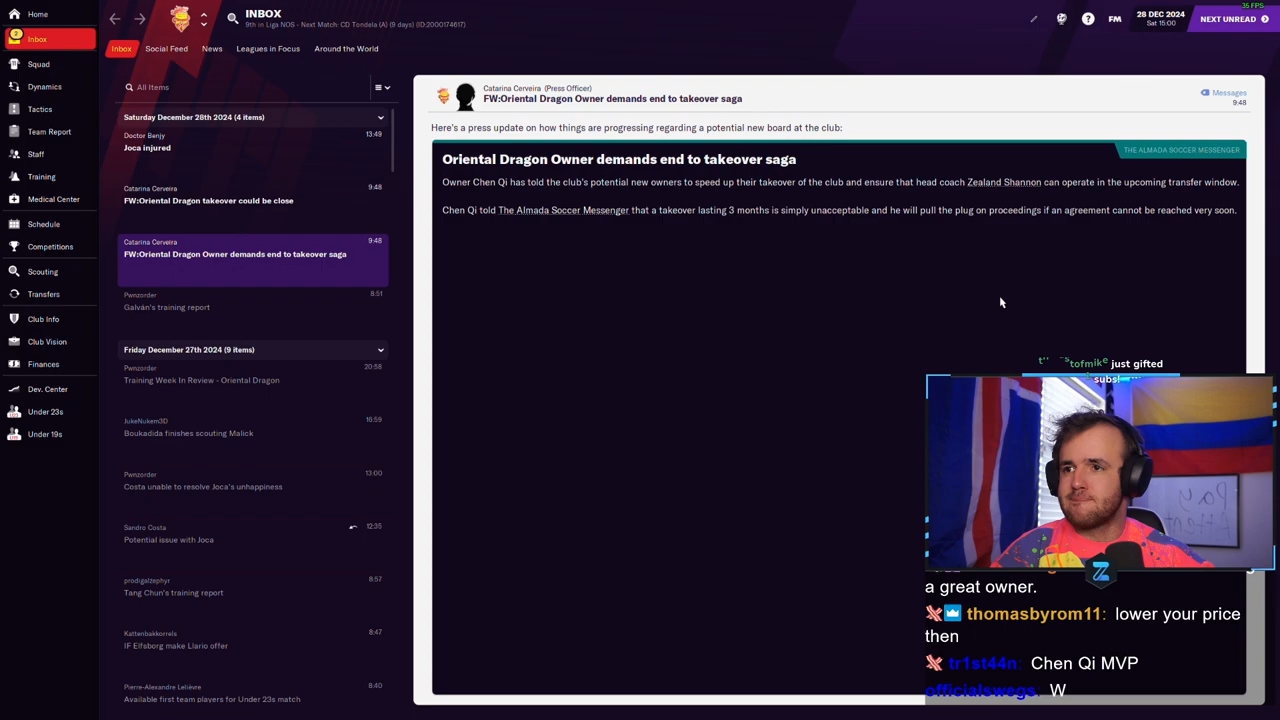 35 FPS
Home
INBOX
9th in Liga NOS - Next Match: CD Tondela (A) (9 days) (ID:2000174617)
FM
28 DEC 2024
Sat 15:00
NEXT UNREAD
2
Inbox
Inbox
Social Feed
News
Leagues in Focus
Around the World
Squad
Dynamics
Tactics
Team Report
Staff
Training
Medical Center
Schedule
Competitions
Scouting
Transfers
Club Info
Club Vision
Finances
Dev. Center
Under 23s
Under 19s
All Items
Saturday December 28th 2024 (4 items)
Doctor Benjy 13:49
Joca injured
Catarina Cerveira 9:48
FW:Oriental Dragon takeover could be close
Catarina Cerveira 9:48
FW:Oriental Dragon Owner demands end to takeover saga
Pwnzorder 8:51
Galván's training report
Friday December 27th 2024 (9 items)
Pwnzorder 20:58
Training Week In Review - Oriental Dragon
JukeNukem3D 16:59
Boukadida finishes scouting Malick
Pwnzorder 13:00
Costa unable to resolve Joca's unhappiness
Sandro Costa 12:35
Potential issue with Joca
prodigalzephyr 8:57
Tang Chun's training report
Kattenbakkorrels 8:47
IF Elfsborg make Llario offer
Pierre-Alexandre Lelièvre 8:40
Available first team players for Under 23s match
Catarina Cerveira (Press Officer)
FW:Oriental Dragon Owner demands end to takeover saga
Messages
9:48
Here's a press update on how things are progressing regarding a potential new board at the club:
THE ALMADA SOCCER MESSENGER
Oriental Dragon Owner demands end to takeover saga
Owner Chen Qi has told the club's potential new owners to speed up their takeover of the club and ensure that head coach Zealand Shannon can operate in the upcoming transfer window.
Chen Qi told The Almada Soccer Messenger that a takeover lasting 3 months is simply unacceptable and he will pull the plug on proceedings if an agreement cannot be reached very soon.
tofmike just gifted
subs!
Pay
a great owner.
thomasbyrom11: lower your price
then
tr1st44n: Chen Qi MVP
officialswegs: W